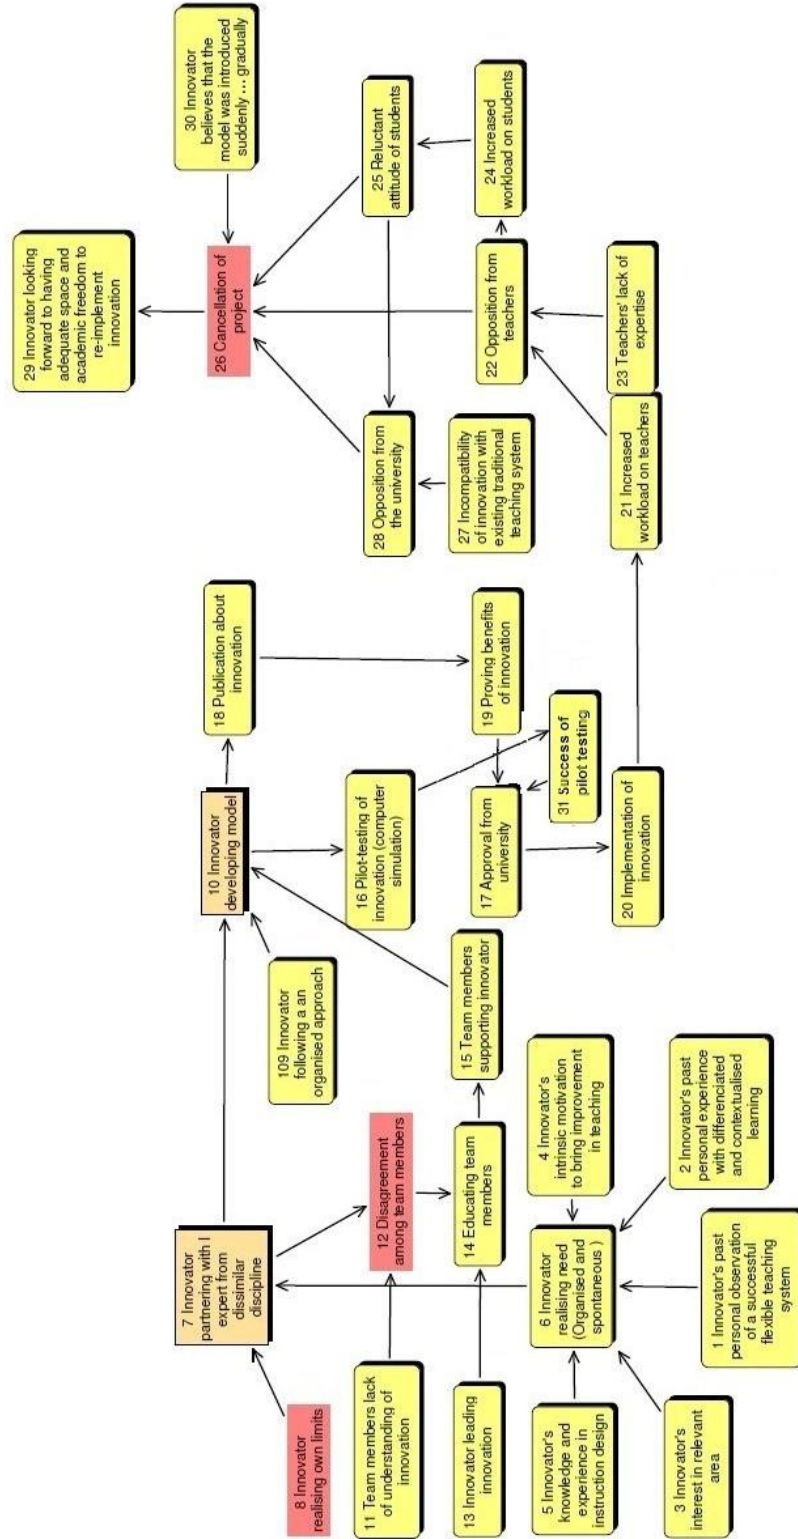 8 Innovator
realising own limits
7 Innovator
partnering with I
expert from
dissimilar
discipline
11 Team members lack
of understanding of
innovation
12 Disagreement
among team members
13 Innovator leading
innovation
14 Educating team
members
15 Team members
supporting innovator
5 Innovator's
knowledge and
experience in
instruction design
6 Innovator
realising need
(Organised and
spontaneous )
4 Innovator's
intrinsic motivation
to bring improvement
in teaching
3 Innovator's
interest in relevant
area
1 Innovator's past
personal observation
of a successful
flexible teaching
system
2 Innovator's past
personal experience
with differenciated
and contextualised
learning
109 Innovator
following a an
organised approach
10 Innovator
developing model
18 Publication about
innovation
16 Pilot-testing of
innovation (computer
simulation)
17 Approval from
university
19 Proving benefits
of innovation
31 Success of
pilot testing
20 Implementation of
innovation
29 Innovator looking
forward to having
adequate space and
academic freedom to
re-implement
innovation
26 Cancellation of
project
30 Innovator
believes that the
model was introduced
suddenly ... gradually
28 Opposition from
the university
25 Reluctant
attitude of students
27 Incompatibility
of innovation with
existing traditional
teaching system
22 Opposition from
teachers
24 Increased
workload on students
21 Increased
workload on teachers
23 Teachers' lack of
expertise